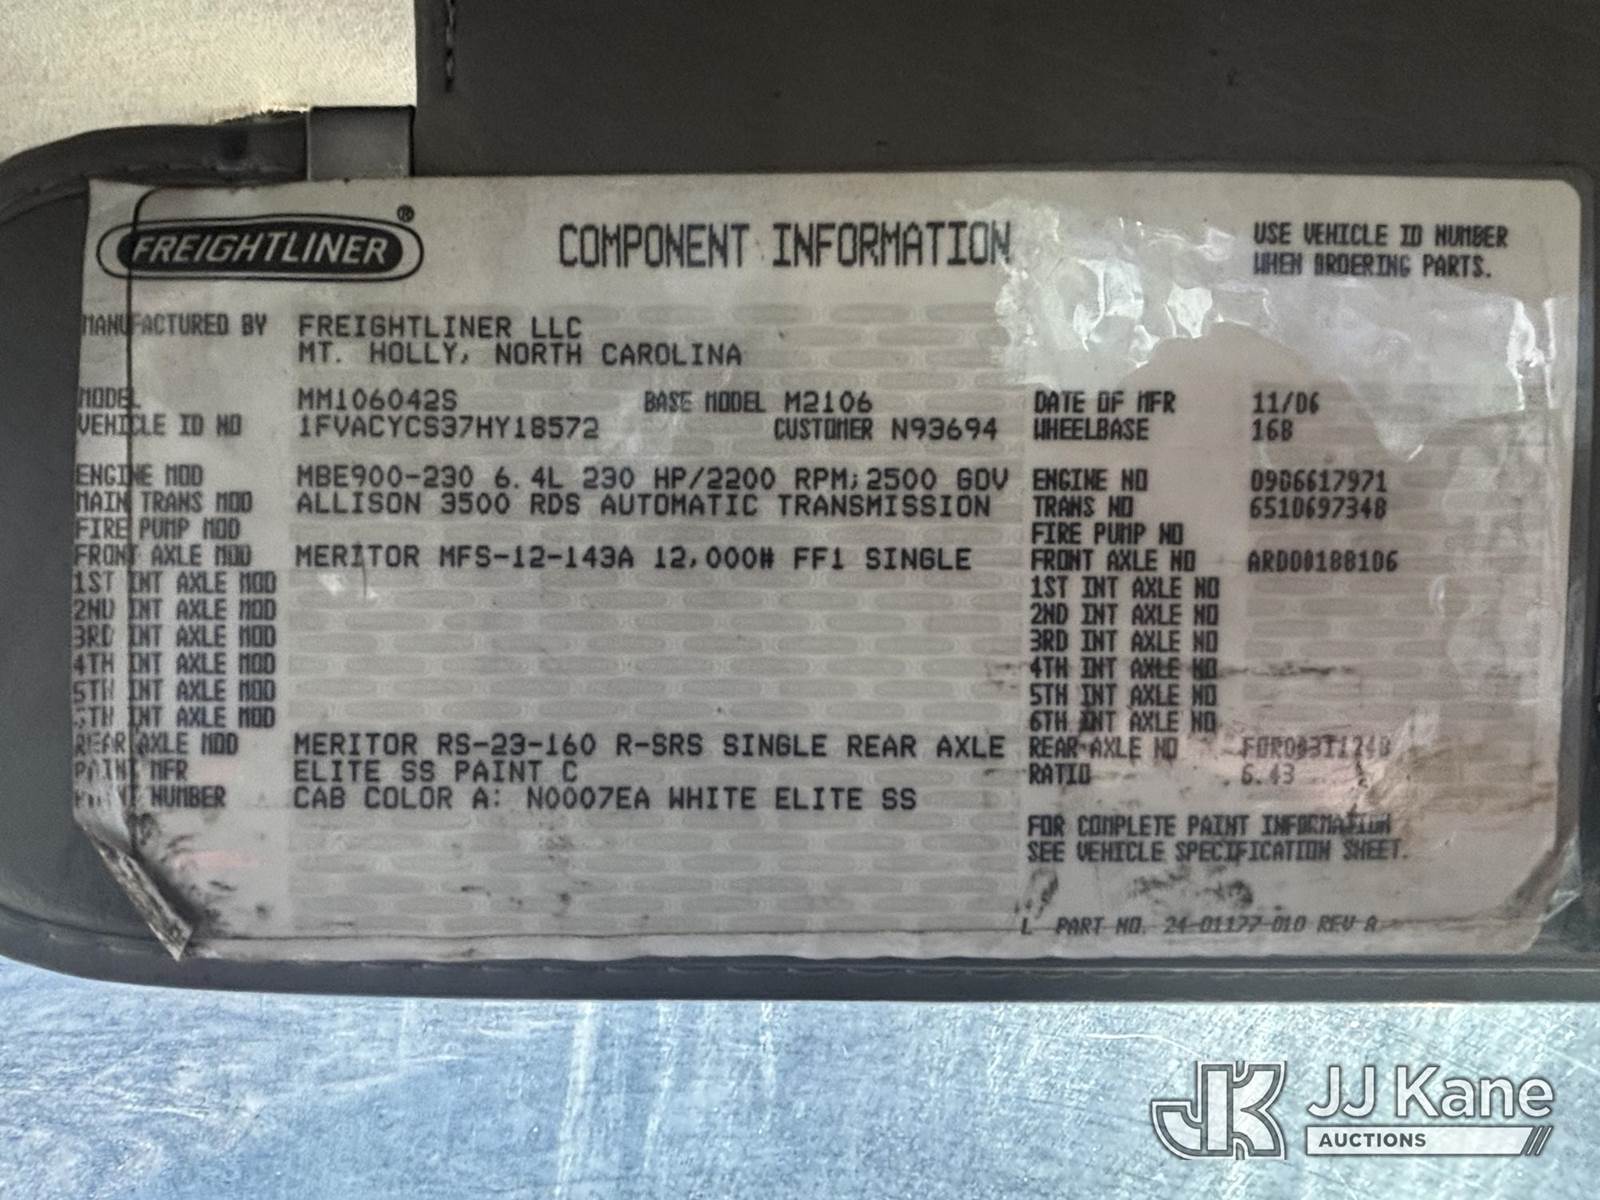 FREIGHTLINER®
COMPONENT INFORMATION
USE VEHICLE ID NUMBER
WHEN ORDERING PARTS.
MANUFACTURED BY FREIGHTLINER LLC
MT. HOLLY, NORTH CAROLINA
MODEL MM106042S BASE MODEL M2106 DATE OF MFR 11/06
VEHICLE ID NO 1FVACYCS37HY18572 CUSTOMER N93694 WHEELBASE 168
ENGINE MOD MBE900-230 6.4L 230 HP/2200 RPM;2500 GOV ENGINE NO
MAIN TRANS MOD ALLISON 3500 RDS AUTOMATIC TRANSMISSION TRANS NO 6510697348
FIRE PUMP MOD FIRE PUMP NO
FRONT AXLE MOD MERITOR MFS-12-143A 12,000# FF1 SINGLE FRONT AXLE NO
1ST INT AXLE MOD 1ST INT AXLE NO
2ND INT AXLE MOD 2ND INT AXLE NO
3RD INT AXLE MOD 3RD INT AXLE NO
4TH INT AXLE MOD 4TH INT AXLE NO
5TH INT AXLE MOD 5TH INT AXLE NO
6TH INT AXLE MOD 6TH INT AXLE NO
REAR AXLE MOD MERITOR RS-23-160 R-SRS SINGLE REAR AXLE REAR AXLE NO
PAINT MFR ELITE SS PAINT C RATIO 6.43
PAINT NUMBER CAB COLOR A: N0007EA WHITE ELITE SS
FOR COMPLETE PAINT INFORMATION
SEE VEHICLE SPECIFICATION SHEET.
PART NO. 24-01177-010 REV A
JK JJ Kane
AUCTIONS